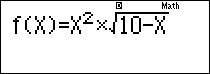 D Math
f(X)=X²×√10-X